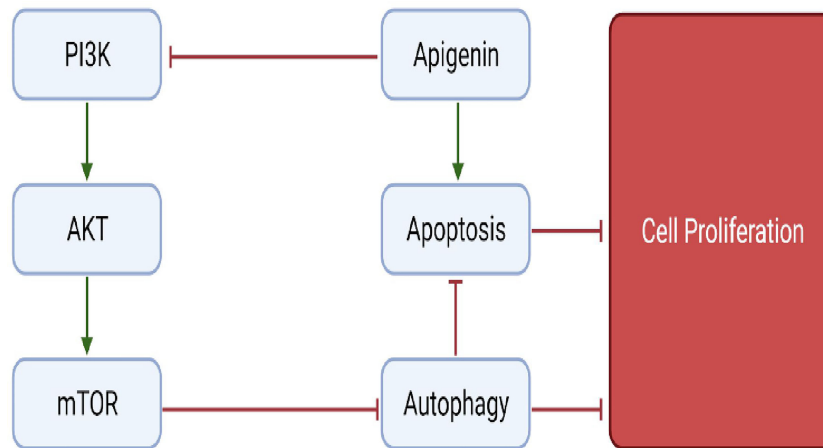 PI3K
Apigenin
AKT
Apoptosis
Cell Proliferation
mTOR
Autophagy